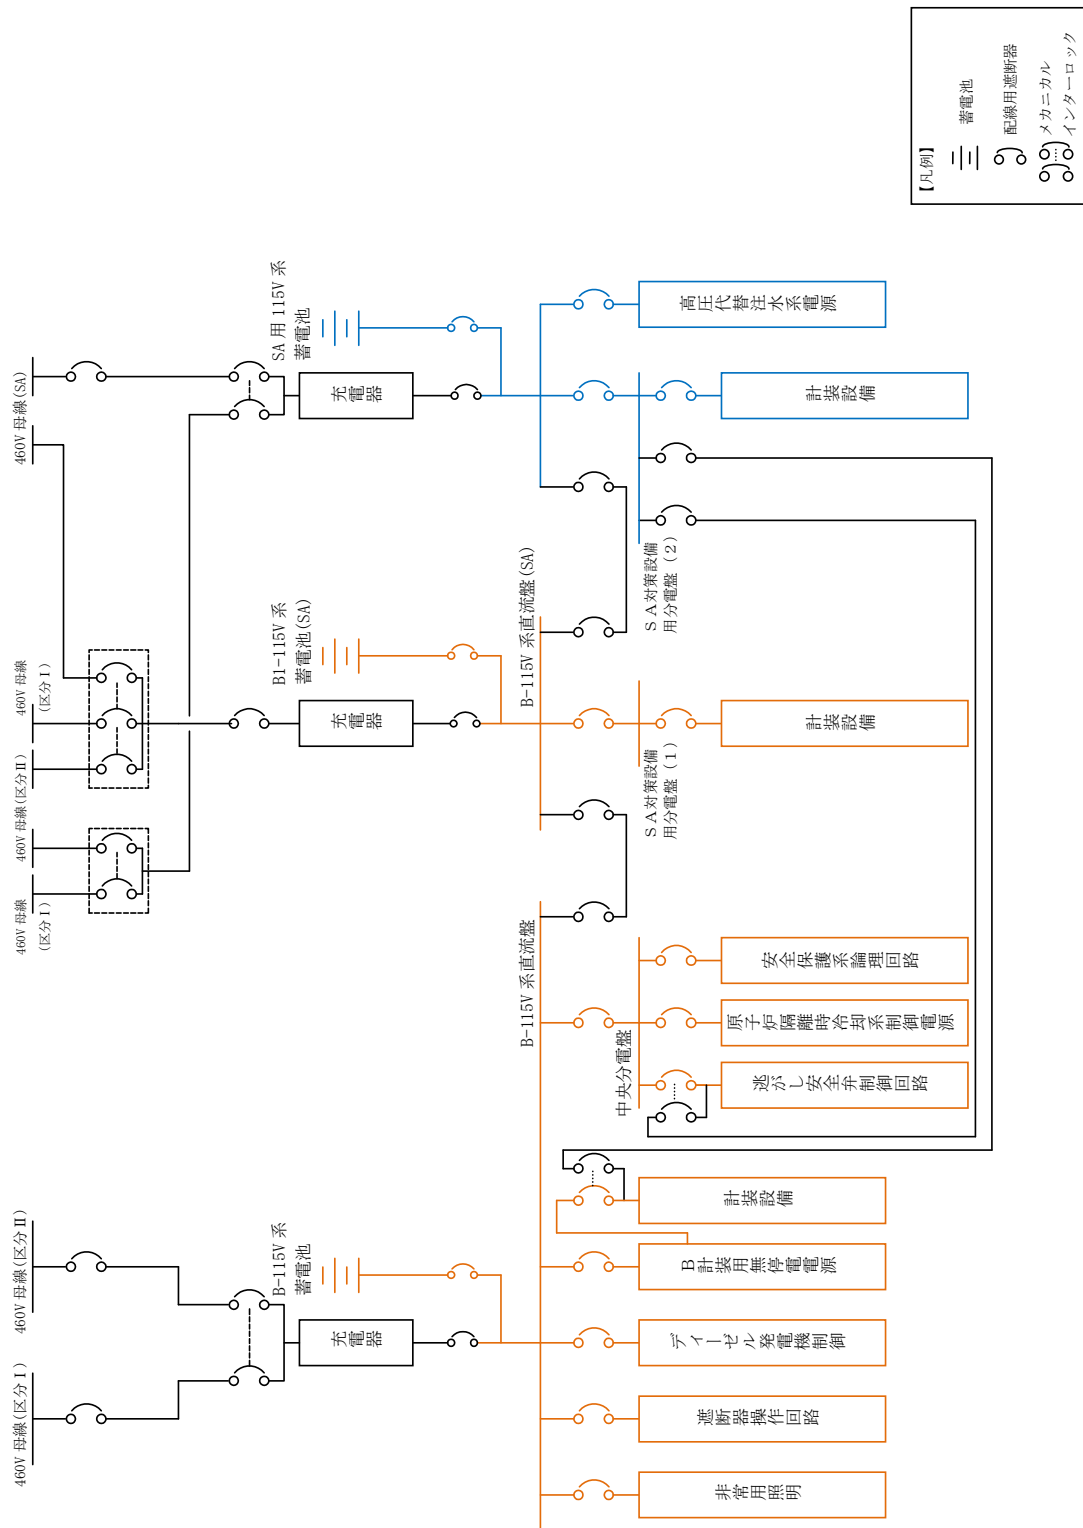 460V 母線(区分Ⅰ)
460V 母線(区分Ⅱ)
460V 母線
(区分Ⅰ)
460V 母線(区分Ⅱ)
460V 母線
(区分Ⅰ)
460V 母線(SA)
B-115V 系
蓄電池
B1-115V 系
蓄電池(SA)
SA 用 115V 系
蓄電池
充電器
充電器
充電器
B-115V 系直流盤
B-115V 系直流盤(SA)
中央分電盤
SA対策設備
用分電盤(1)
SA対策設備
用分電盤(2)
非常用照明
遮断器操作回路
ディーゼル発電機制御
B計装用無停電電源
計装設備
逃がし安全弁制御回路
原子炉隔離時冷却系制御電源
安全保護系論理回路
計装設備
計装設備
高圧代替注水系電源
【凡例】
蓄電池
配線用遮断器
メカニカル
インターロック